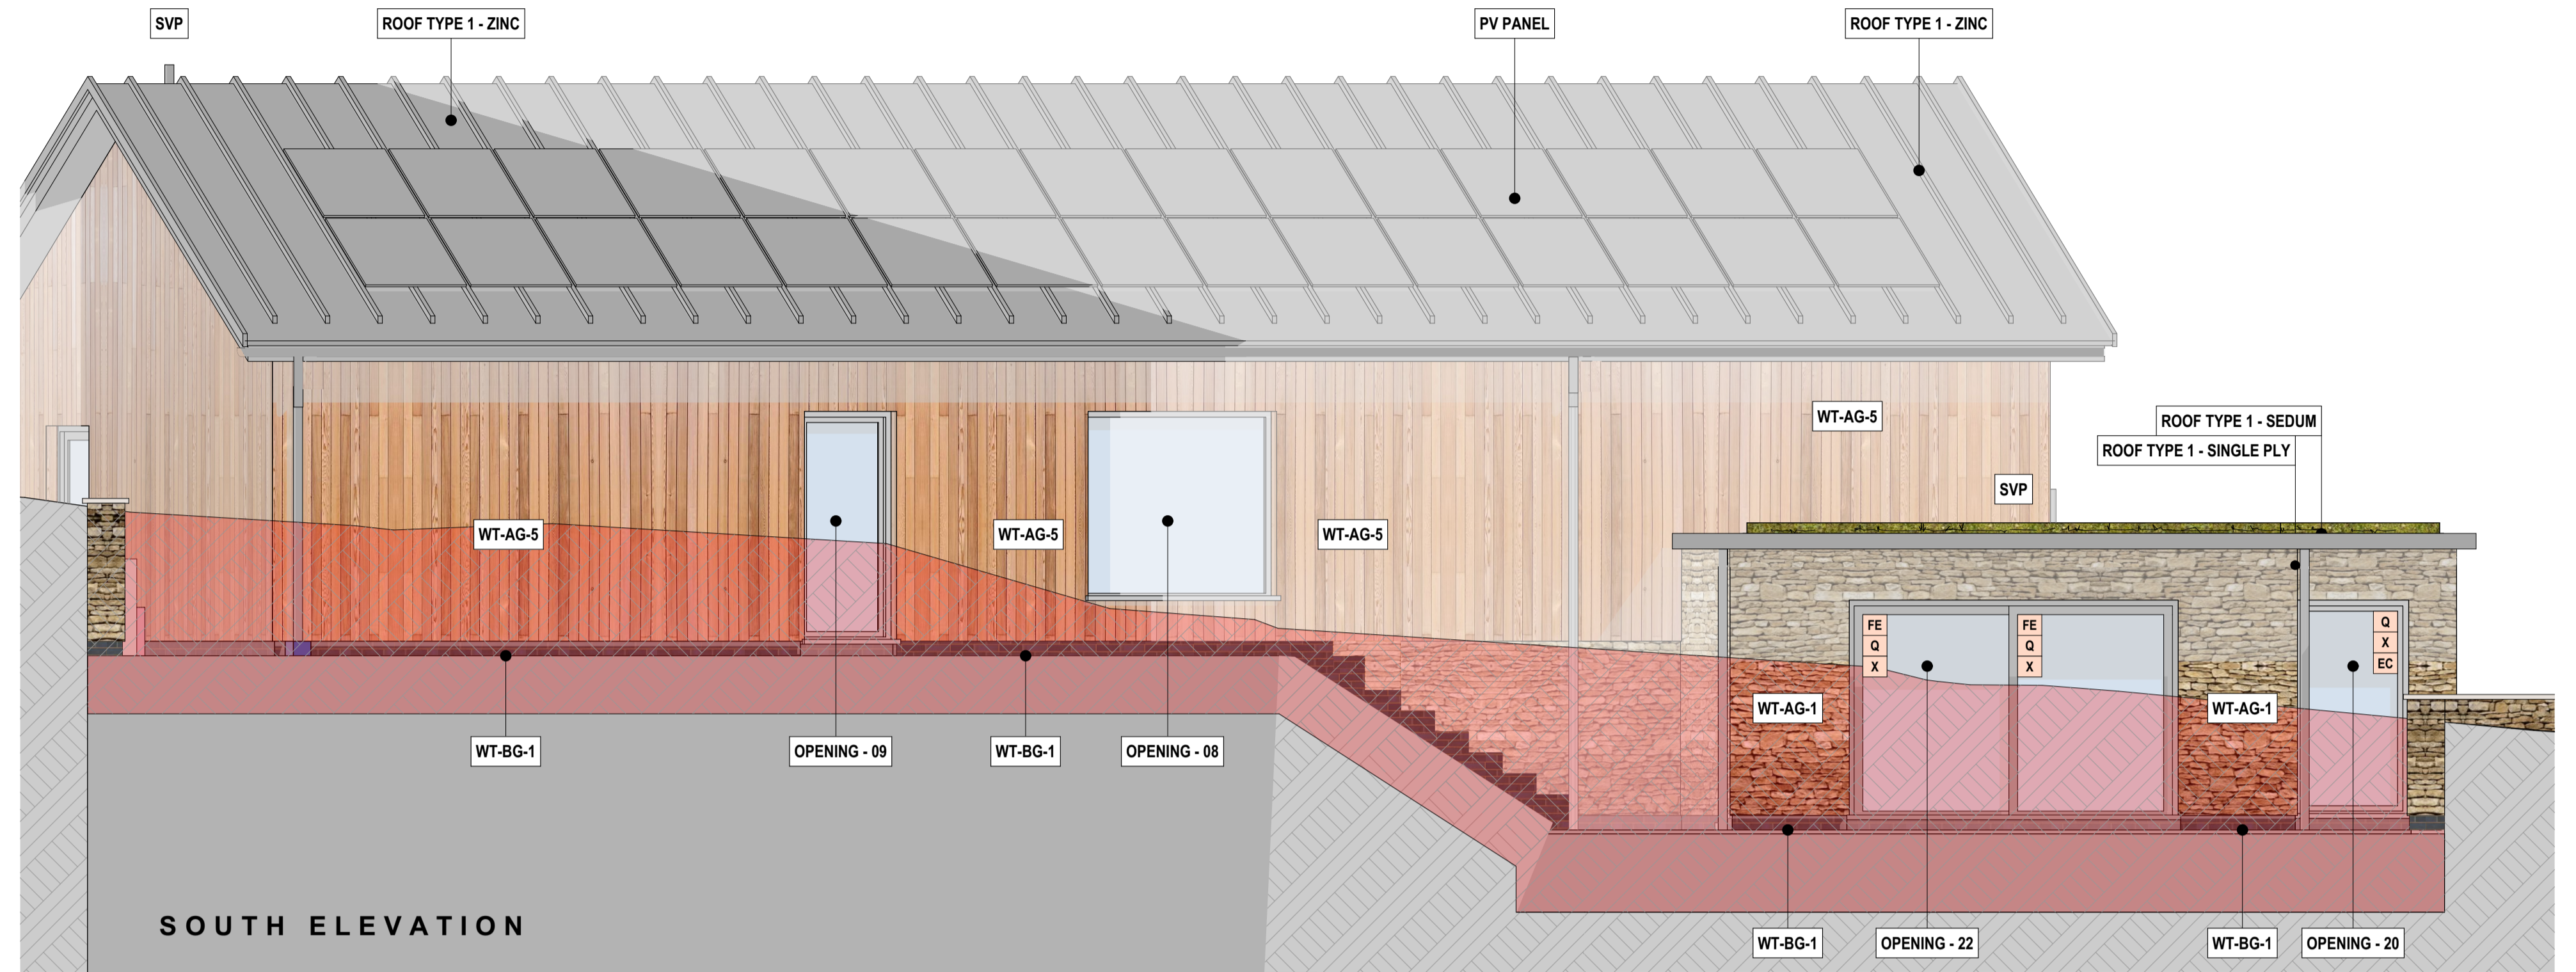 SVP
ROOF TYPE 1 - ZINC
PV PANEL
ROOF TYPE 1 - ZINC
WT-AG-5
ROOF TYPE 1 - SEDUM
ROOF TYPE 1 - SINGLE PLY
SVP
WT-AG-5
WT-AG-5
WT-AG-5
FE
Q
X
FE
Q
X
Q
X
EC
WT-AG-1
WT-AG-1
WT-BG-1
OPENING - 09
WT-BG-1
OPENING - 08
SOUTH ELEVATION
WT-BG-1
OPENING - 22
WT-BG-1
OPENING - 20